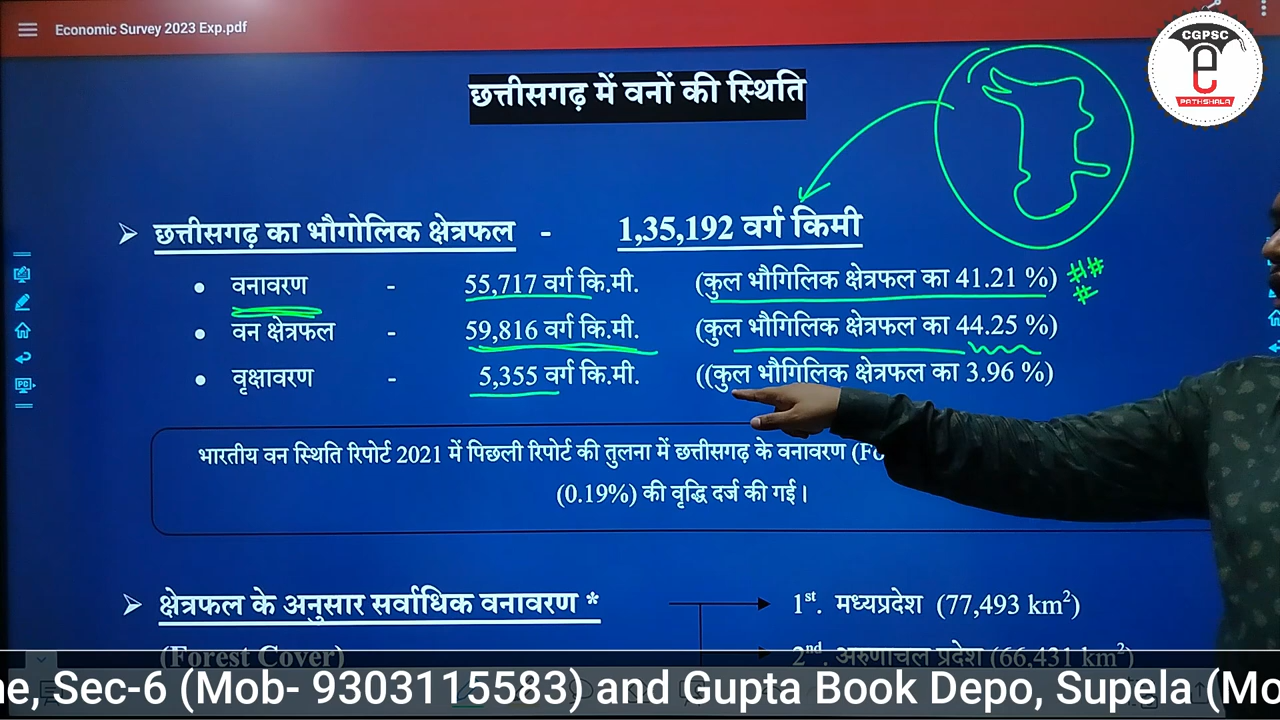 Economic Survey 2023 Exp.pdf
CGPSC
e
PATHSHALA
छत्तीसगढ़ में वनों की स्थिति
छत्तीसगढ़ का भौगोलिक क्षेत्रफल - 1,35,192 वर्ग किमी
• वनावरण - 55,717 वर्ग कि.मी. (कुल भौगिलिक क्षेत्रफल का 41.21 %)
• वन क्षेत्रफल - 59,816 वर्ग कि.मी. (कुल भौगिलिक क्षेत्रफल का 44.25 %)
• वृक्षावरण - 5,355 वर्ग कि.मी. ((कुल भौगिलिक क्षेत्रफल का 3.96 %)
भारतीय वन स्थिति रिपोर्ट 2021 में पिछली रिपोर्ट की तुलना में छत्तीसगढ़ के वनावरण
(0.19%) की वृद्धि दर्ज की गई।
क्षेत्रफल के अनुसार सर्वाधिक वनावरण *
1st. मध्यप्रदेश (77,493 km²)
(Forest Cover)
2nd. अरुणाचल प्रदेश (66,431 km²)
Sec-6 (Mob- 9303115583) and Gupta Book Depo, Supela